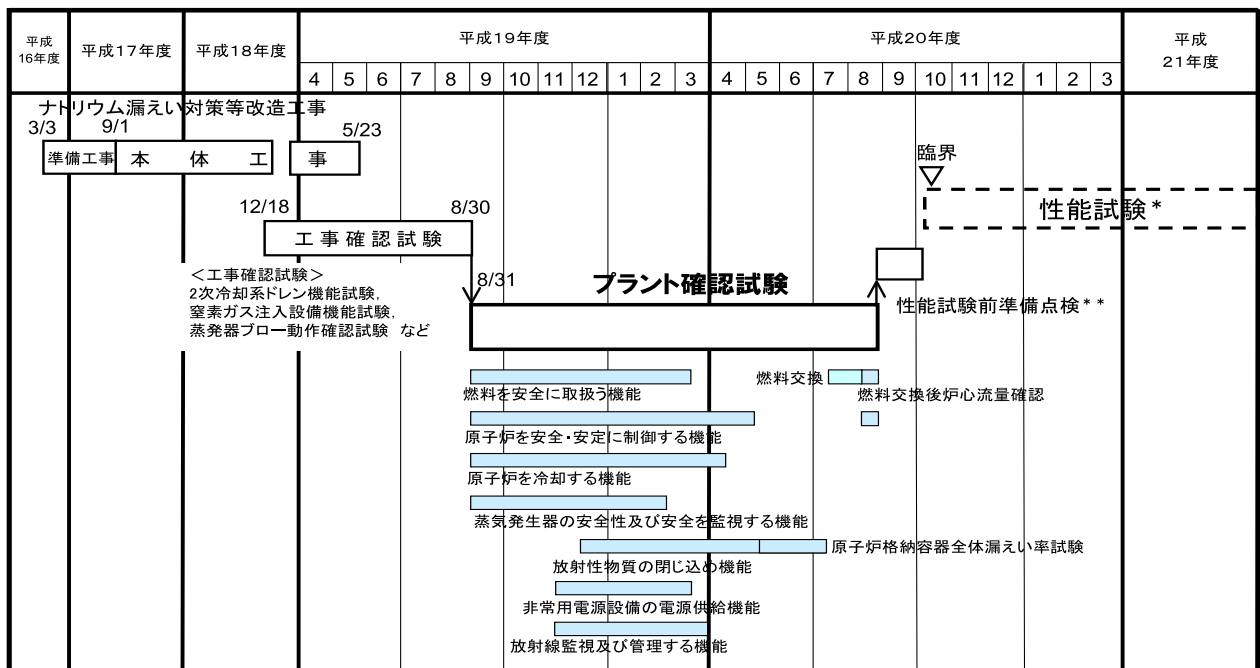 平成
16年度
平成17年度
平成18年度
平成19年度
平成20年度
平成
21年度
4 5 6 7 8 9 10 11 12 1 2 3 4 5 6 7 8 9 10 11 12 1 2 3
ナトリウム漏えい対策等改造工事
3/3 9/1 5/23
準備工事 本体工 事
臨界
性能試験*
12/18 8/30
工事確認試験
<工事確認試験>
2次冷却系ドレン機能試験,
窒素ガス注入設備機能試験,
蒸発器ブロー動作確認試験 など
8/31
プラント確認試験
性能試験前準備点検**
燃料を安全に取扱う機能
燃料交換
燃料交換後炉心流量確認
原子炉を安全・安定に制御する機能
原子炉を冷却する機能
蒸気発生器の安全性及び安全を監視する機能
原子炉格納容器全体漏えい率試験
放射性物質の閉じ込め機能
非常用電源設備の電源供給機能
放射線監視及び管理する機能